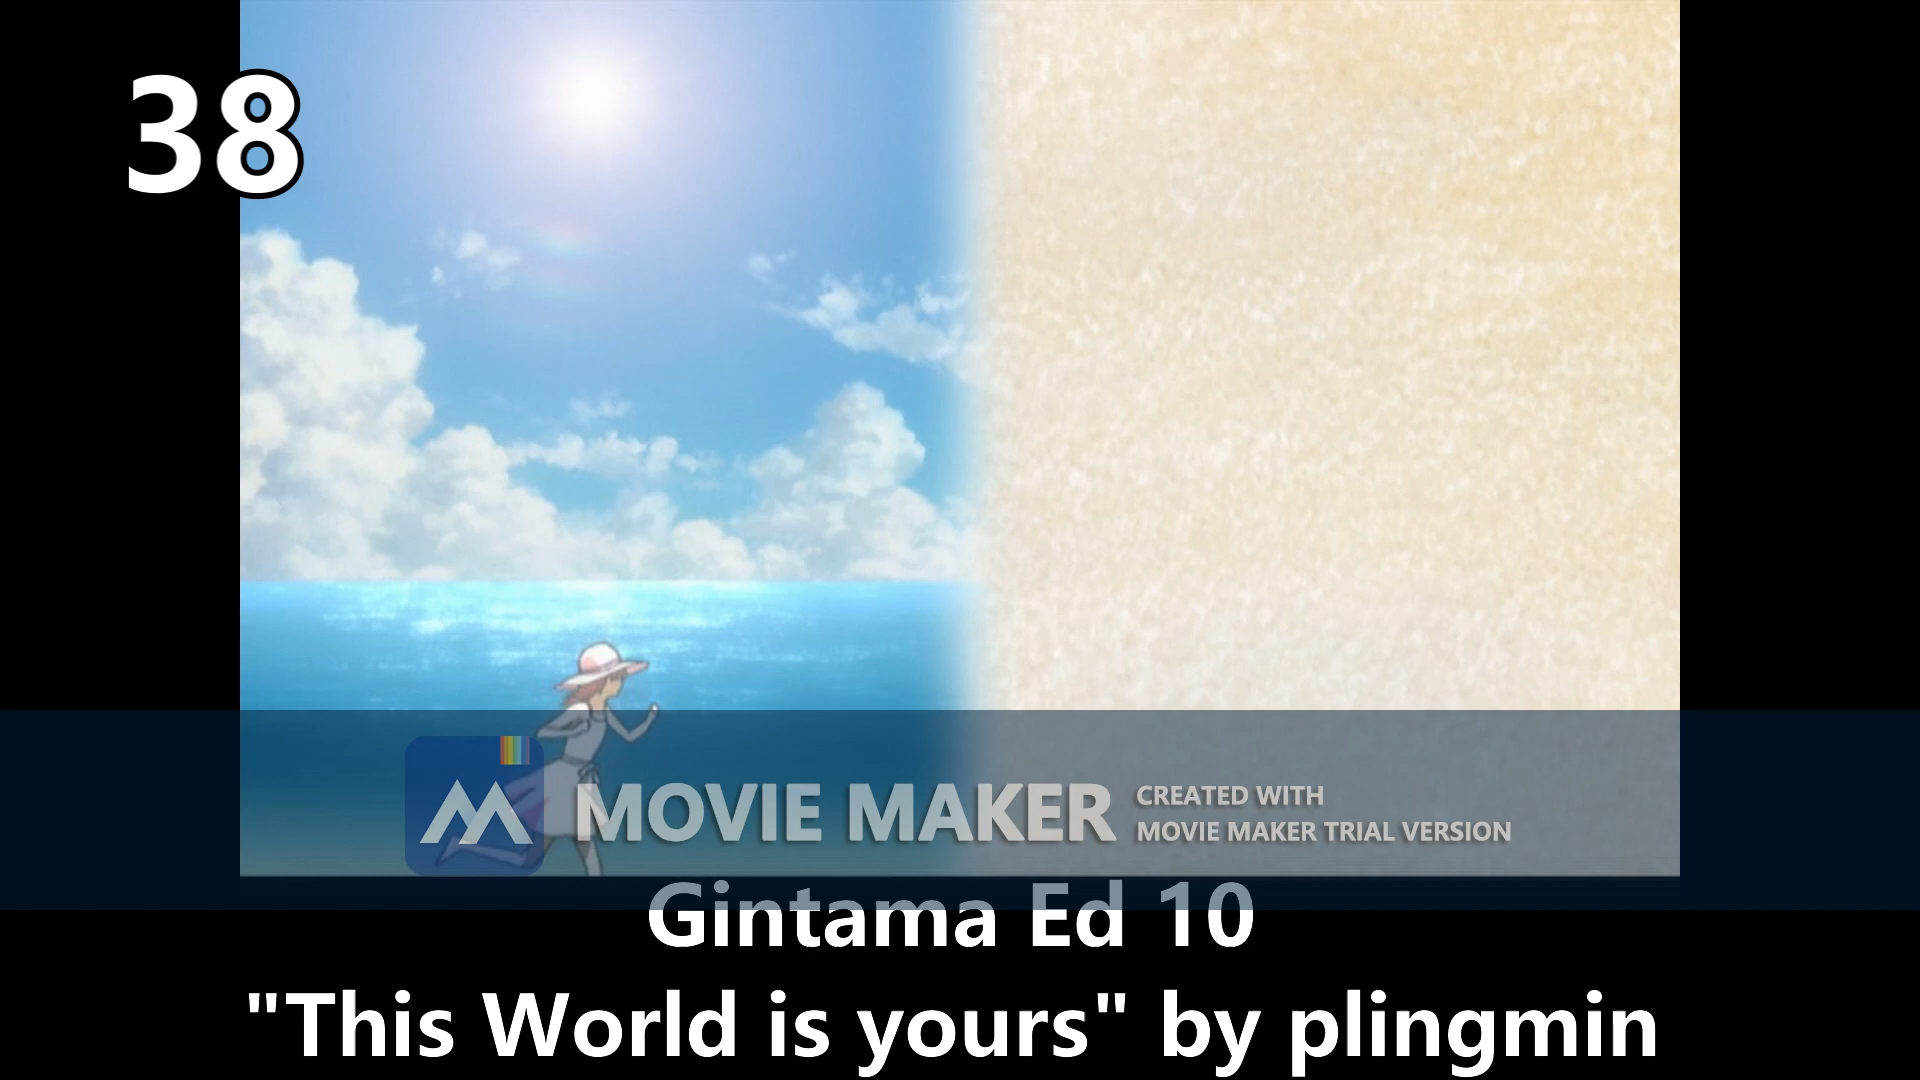 38
MOVIE MAKER
CREATED WITH
MOVIE MAKER TRIAL VERSION
Gintama Ed 10
"This World is yours" by plingmin